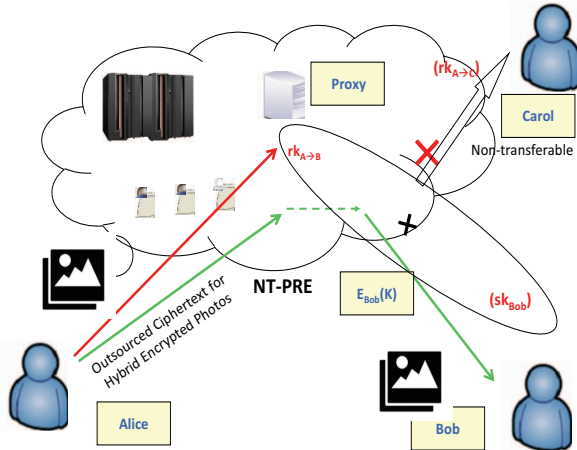 Proxy
(rkA→C)
Carol
Non-transferable
rkA→B
NT-PRE
EBob(K)
(skBob)
Outsourced Ciphertext for
Hybrid Encrypted Photos
Alice
Bob